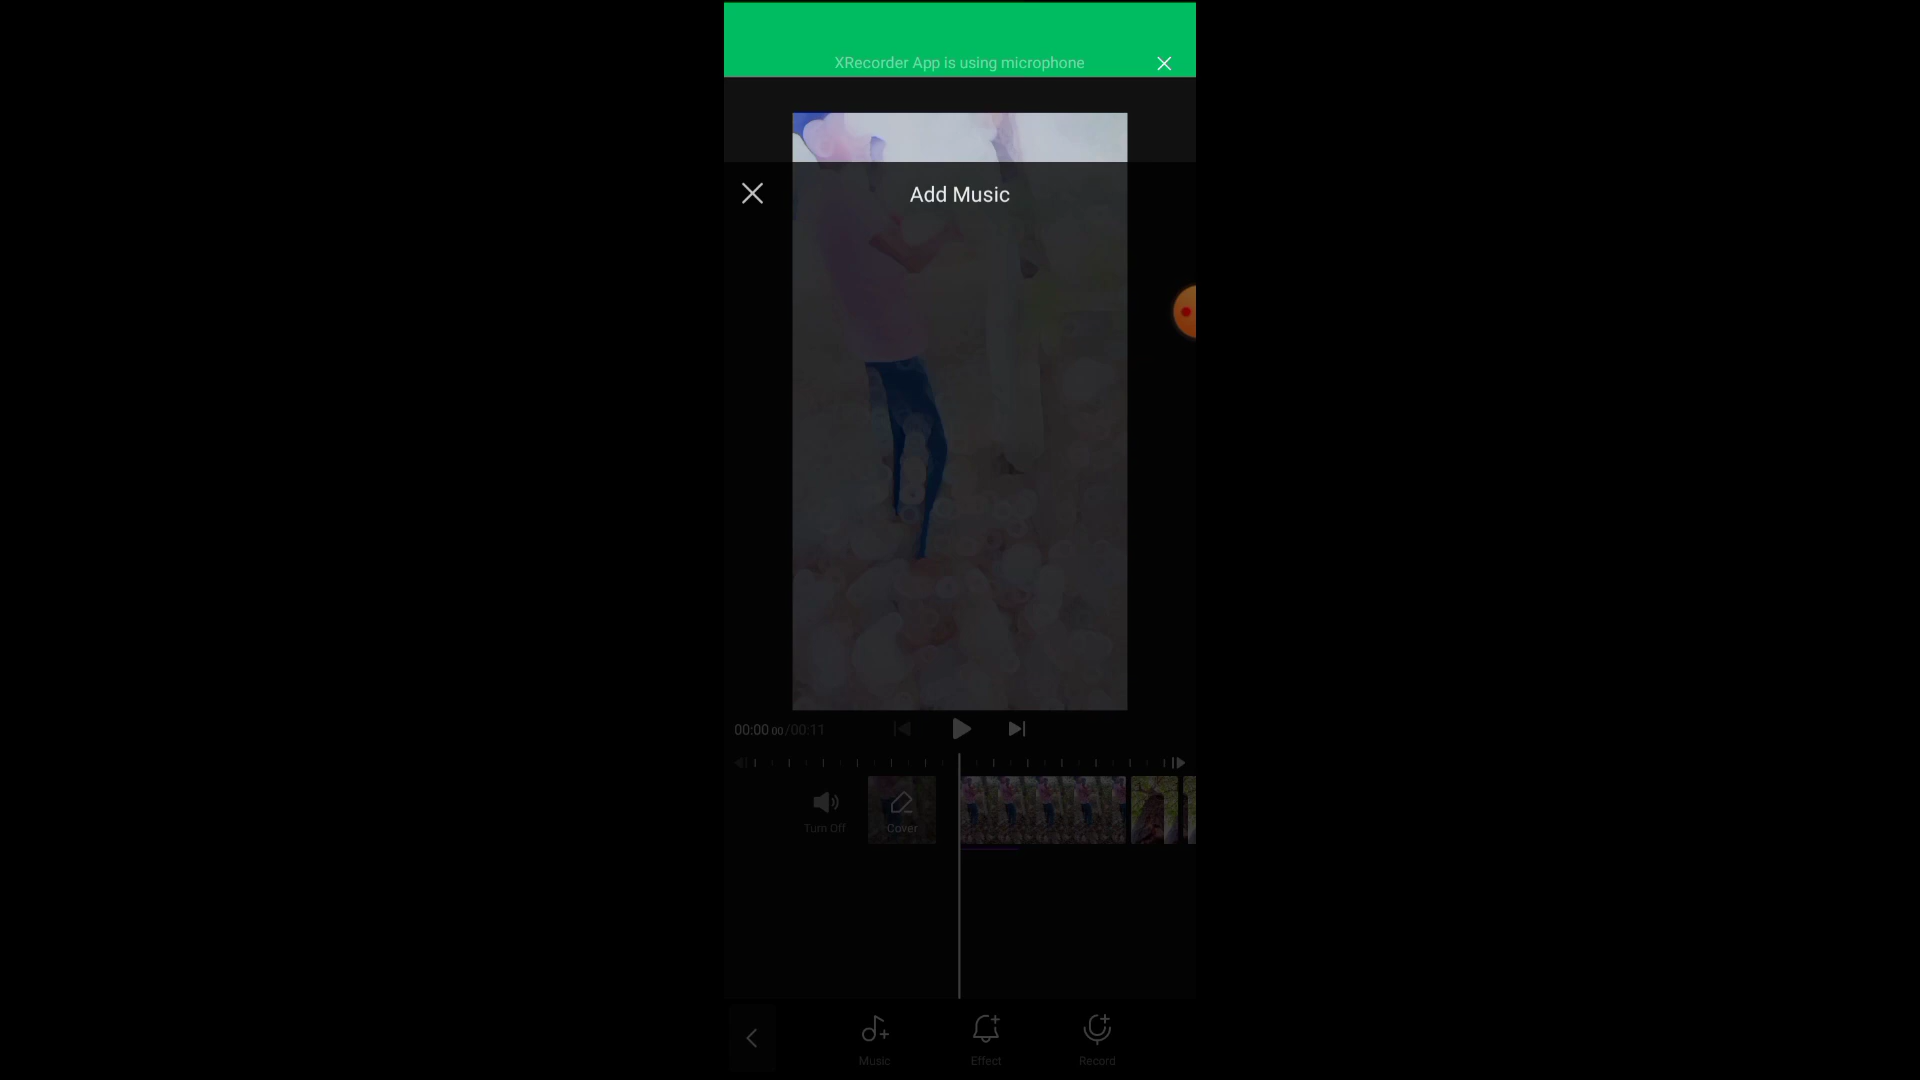 XRecorder App is using microphone
Add Music
00:00 00/00:11
Turn Off
Cover
Music
Effect
Record